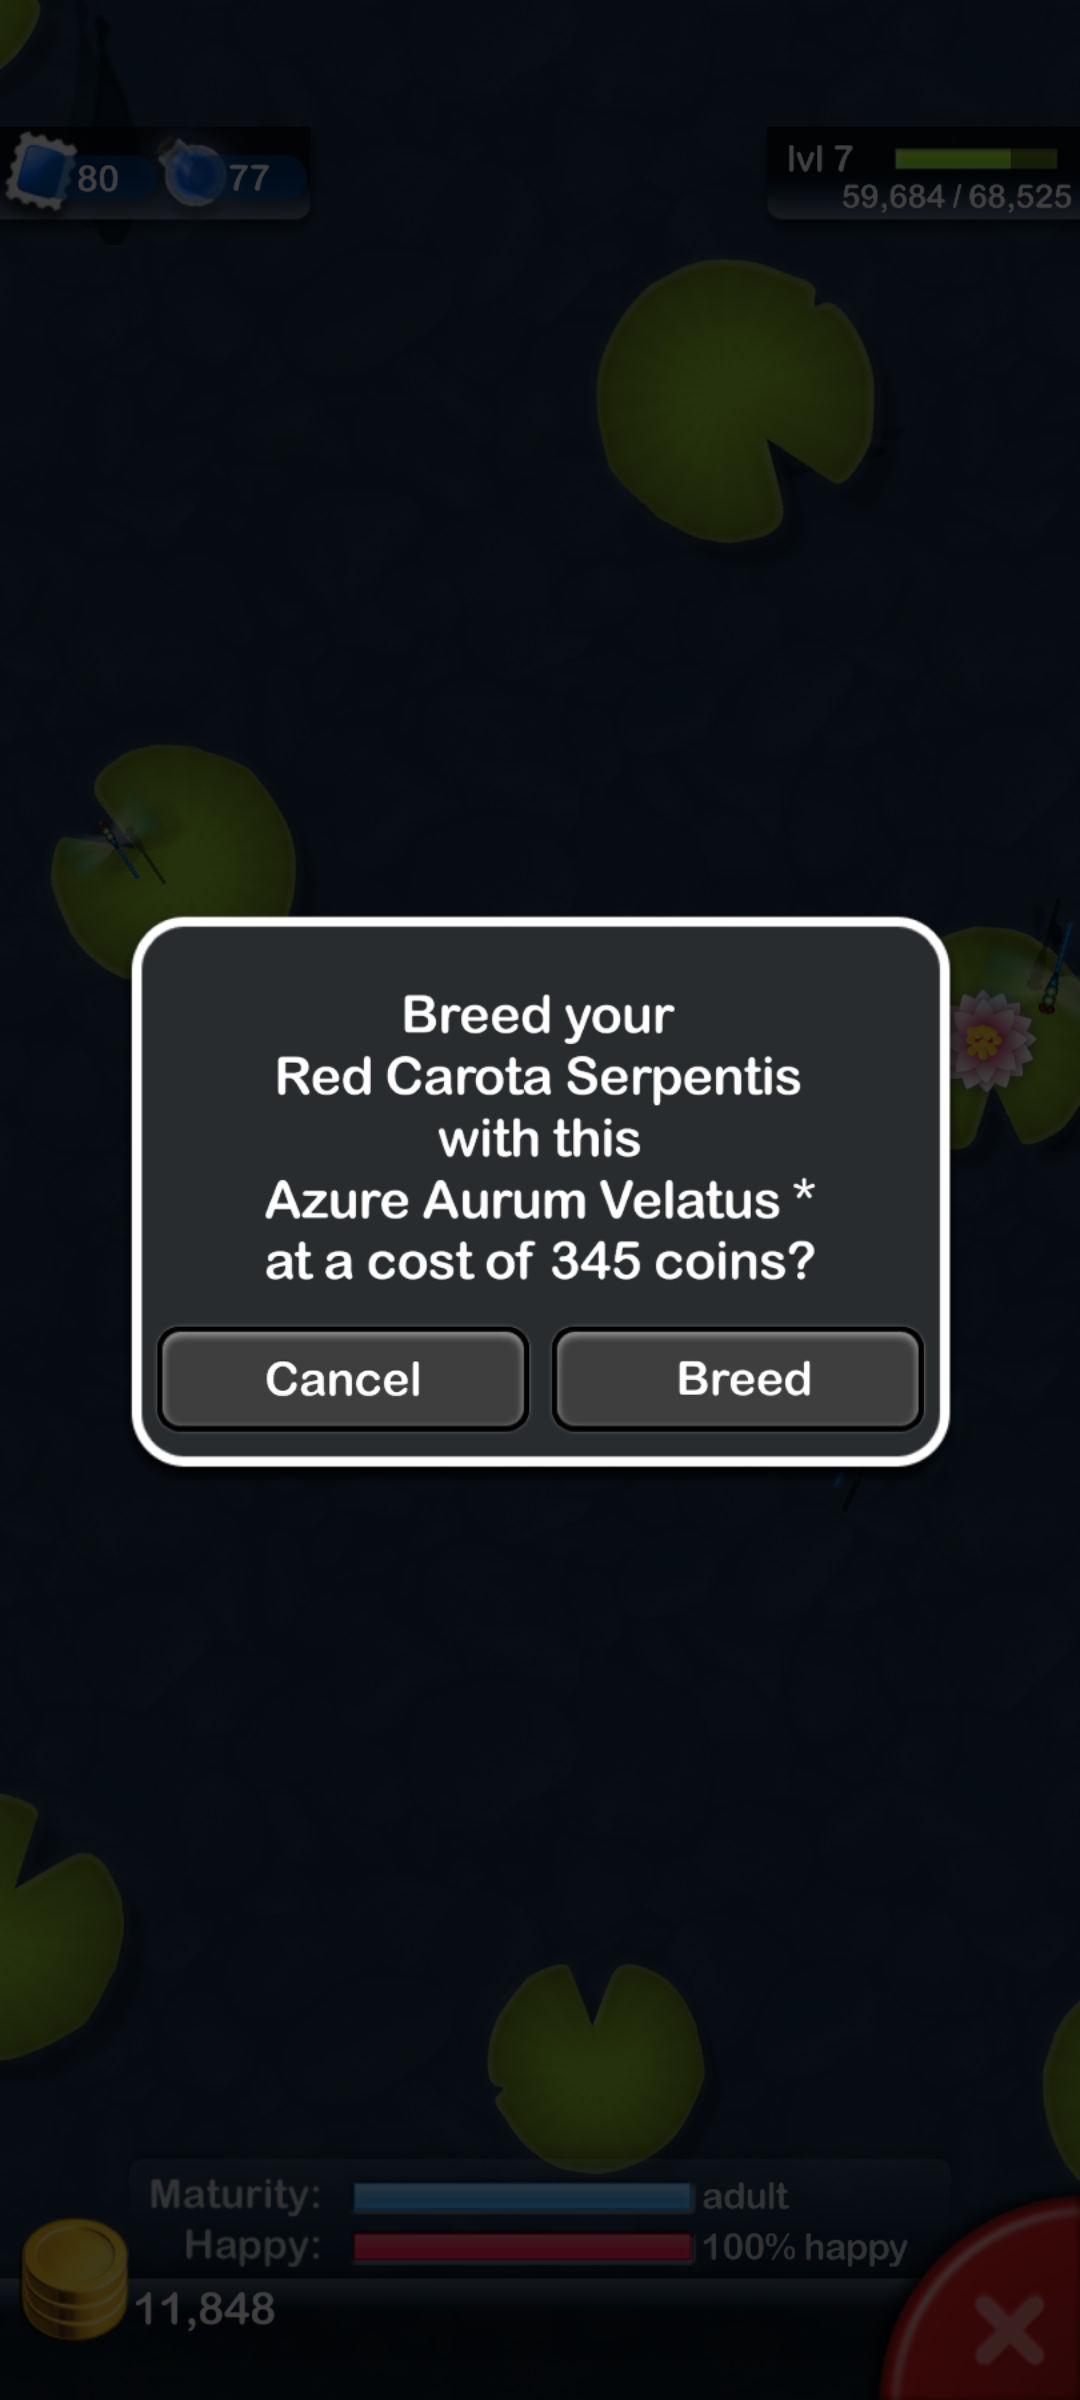 80 77
lvl 7
59,684 / 68,525
Breed your
Red Carota Serpentis
with this
Azure Aurum Velatus *
at a cost of 345 coins?
Cancel Breed
Maturity: adult
Happy: 100% happy
11,848